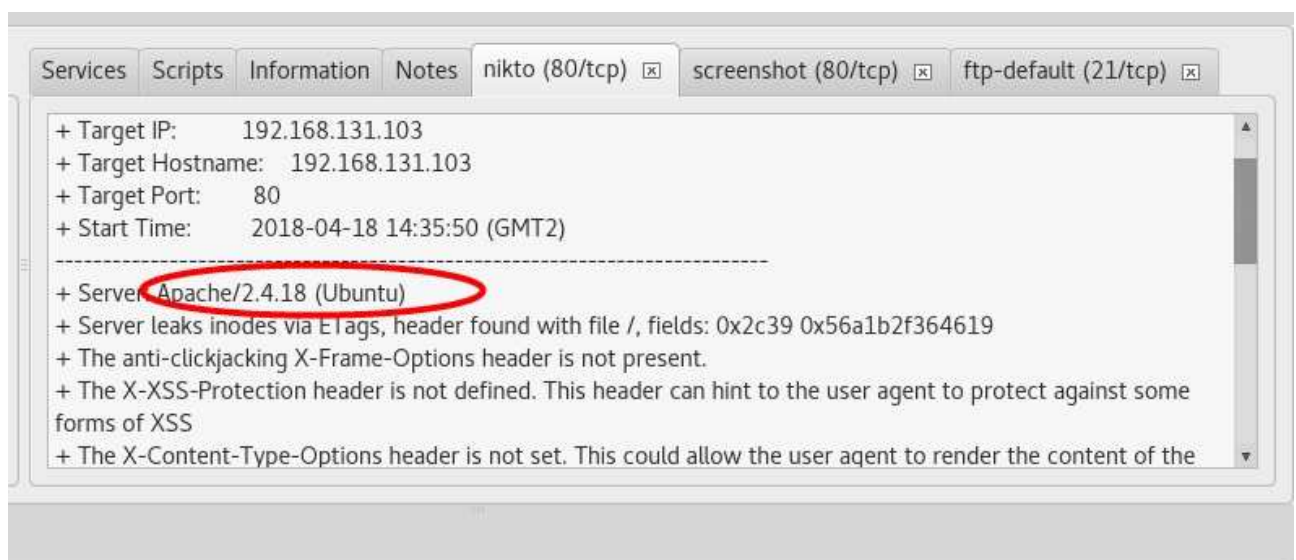 Services Scripts Information Notes nikto (80/tcp) screenshot (80/tcp) ftp-default (21/tcp)
+ Target IP: 192.168.131.103
+ Target Hostname: 192.168.131.103
+ Target Port: 80
+ Start Time: 2018-04-18 14:35:50 (GMT2)
---------------------------------------------------------------------------
+ Server: Apache/2.4.18 (Ubuntu)
+ Server leaks inodes via ETags, header found with file /, fields: 0x2c39 0x56a1b2f364619
+ The anti-clickjacking X-Frame-Options header is not present.
+ The X-XSS-Protection header is not defined. This header can hint to the user agent to protect against some
forms of XSS
+ The X-Content-Type-Options header is not set. This could allow the user agent to render the content of the